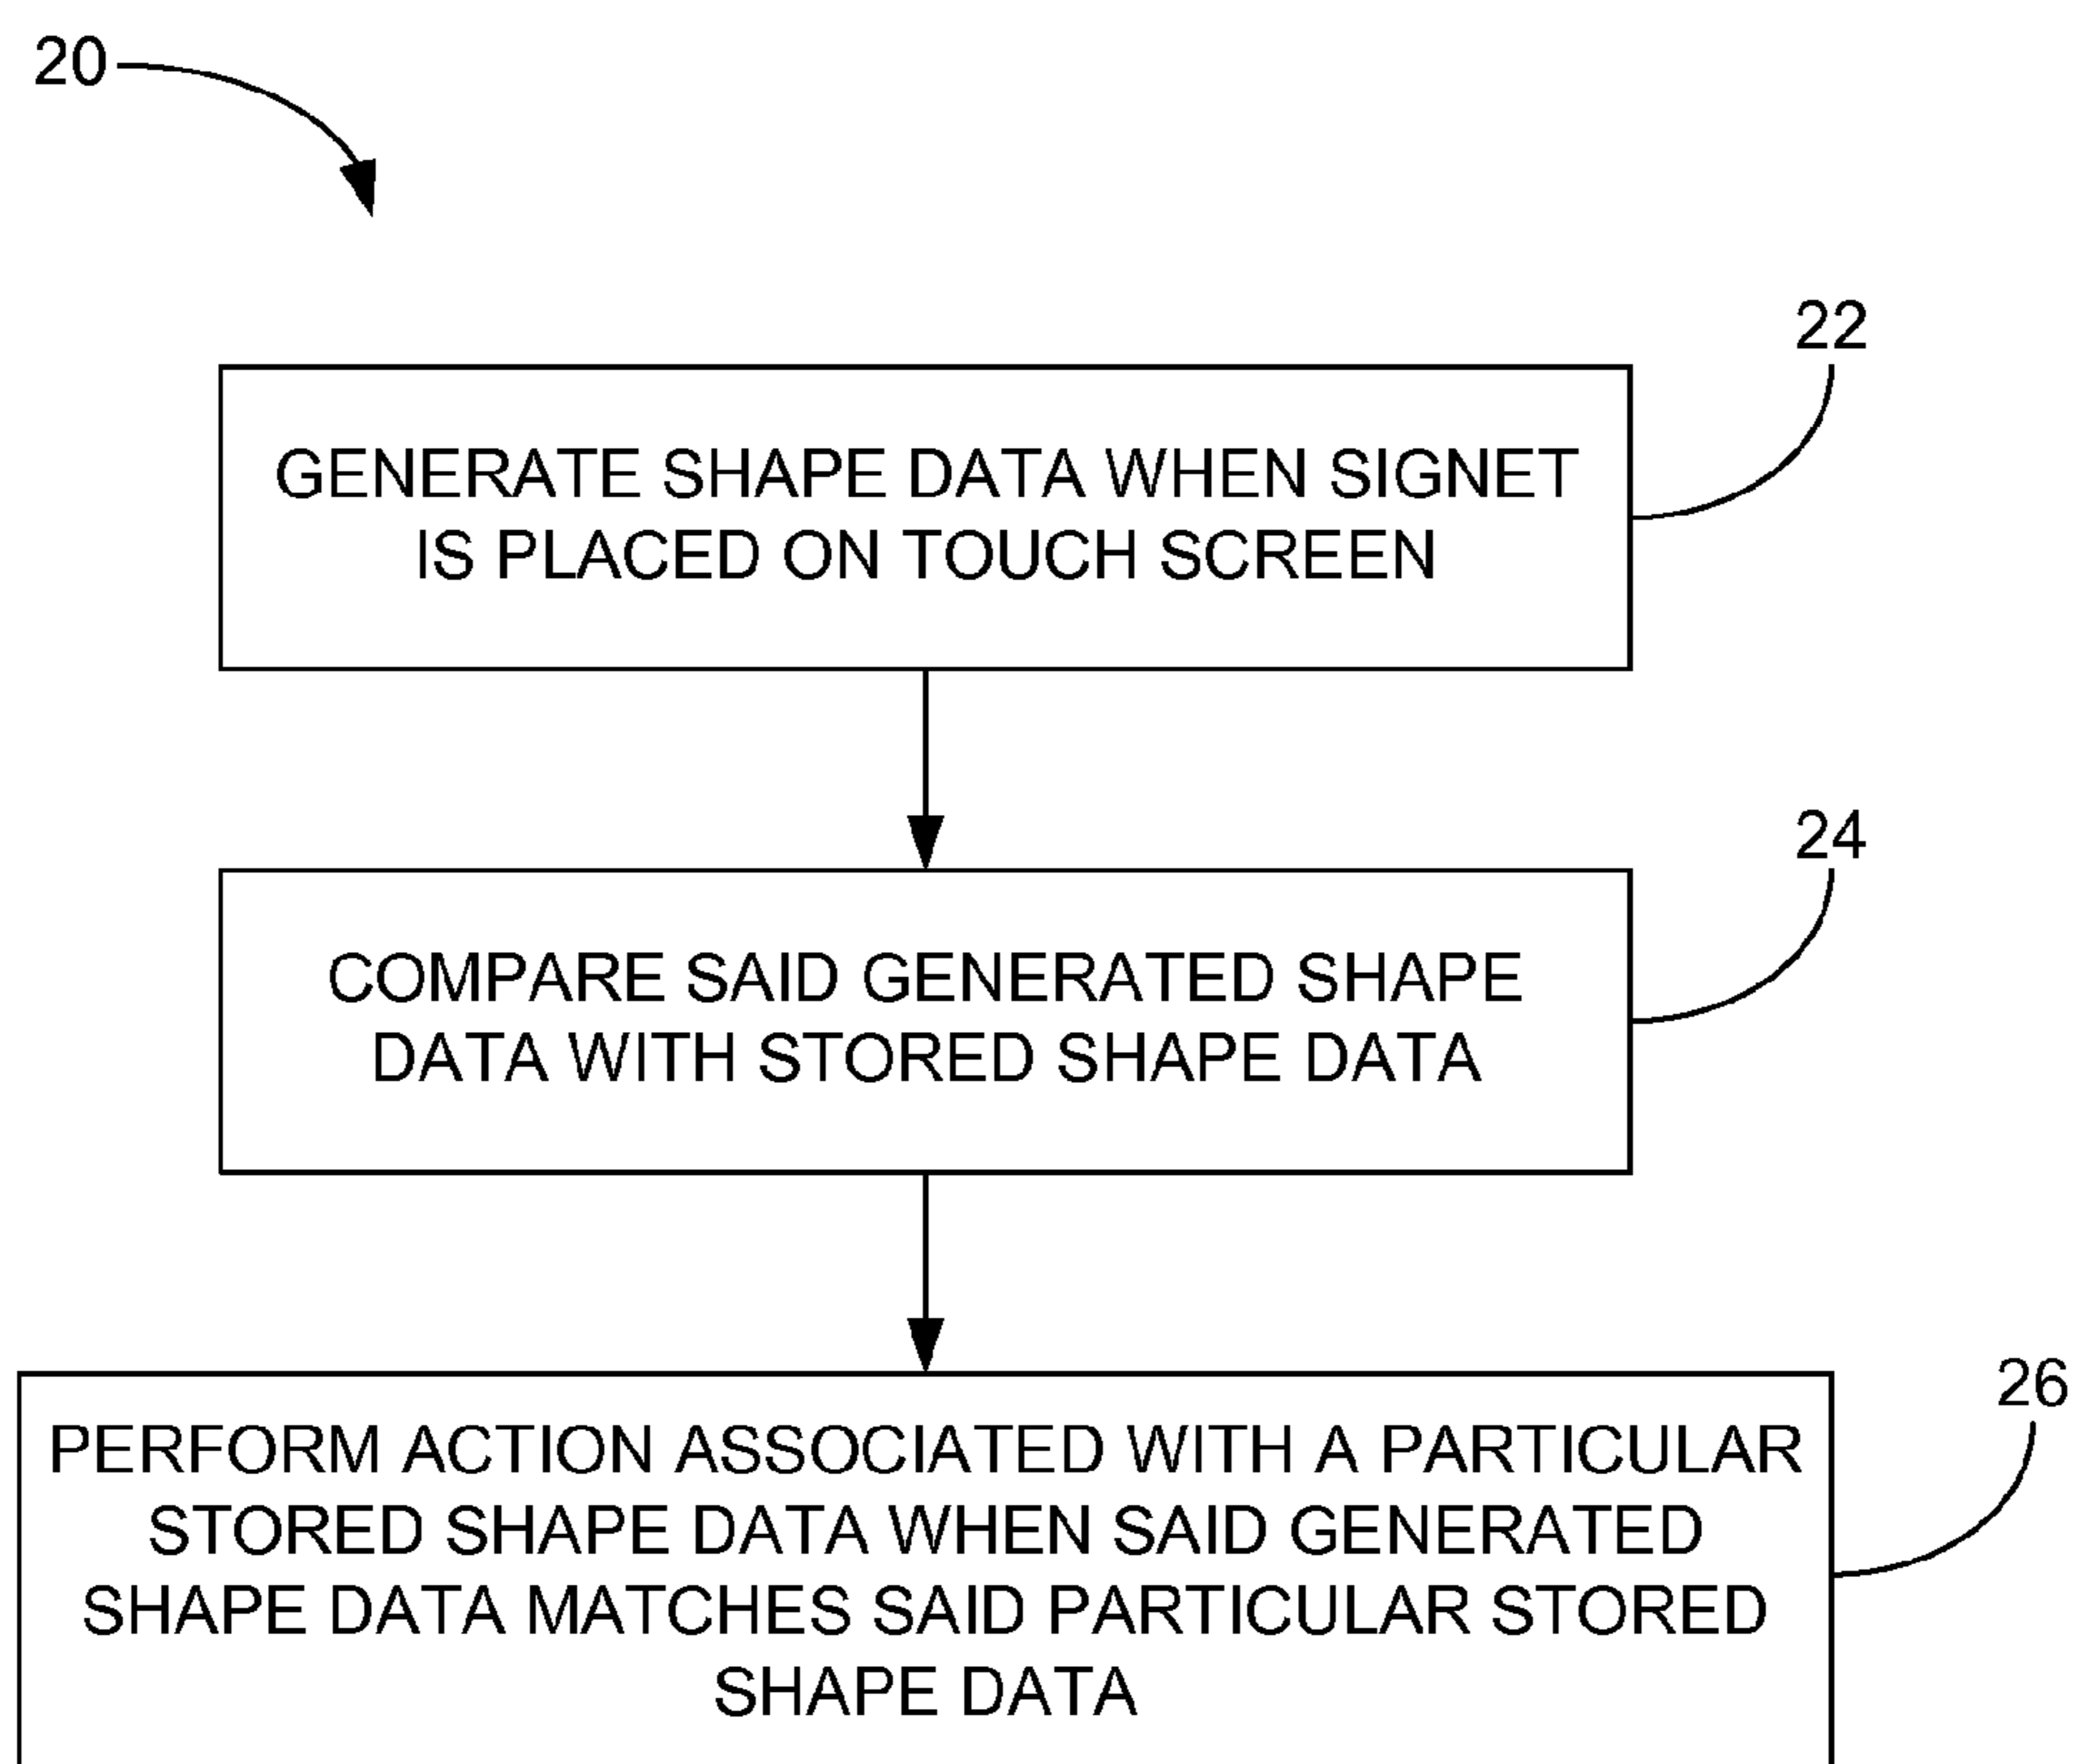 20
22
GENERATE SHAPE DATA WHEN SIGNET
IS PLACED ON TOUCH SCREEN
24
COMPARE SAID GENERATED SHAPE
DATA WITH STORED SHAPE DATA
26
PERFORM ACTION ASSOCIATED WITH A PARTICULAR
STORED SHAPE DATA WHEN SAID GENERATED
SHAPE DATA MATCHES SAID PARTICULAR STORED
SHAPE DATA